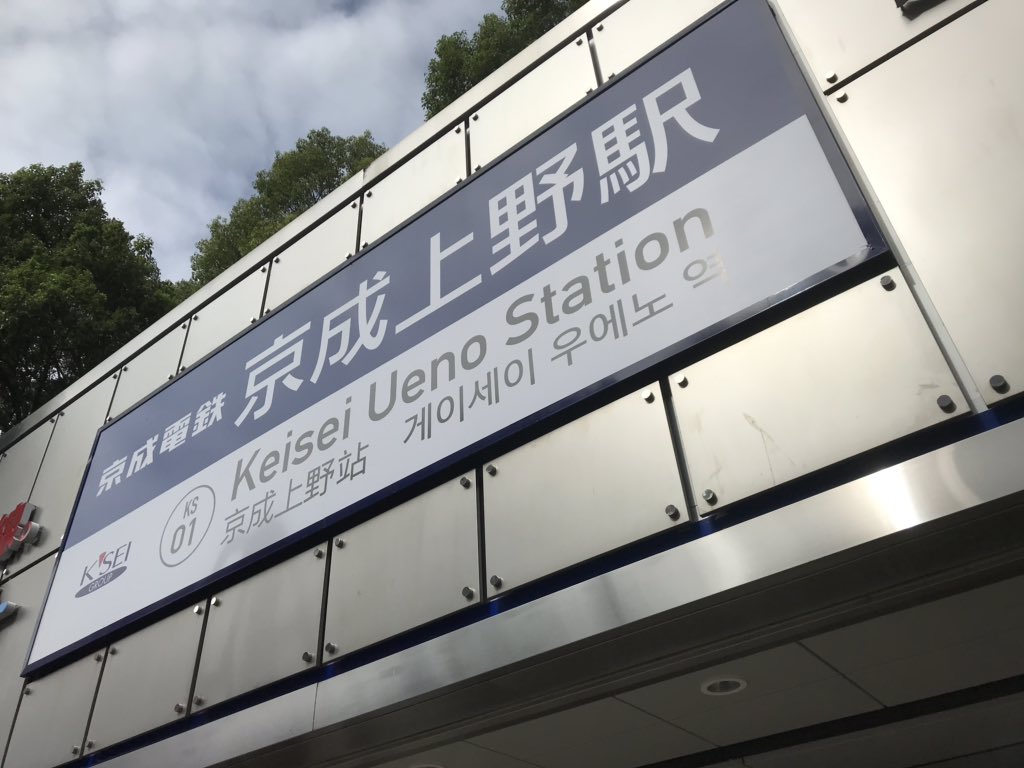 京成電鉄 京成上野駅
Keisei Ueno Station
KS 01
京成上野站 게이세이 우에노 역
KEISEI
GROUP